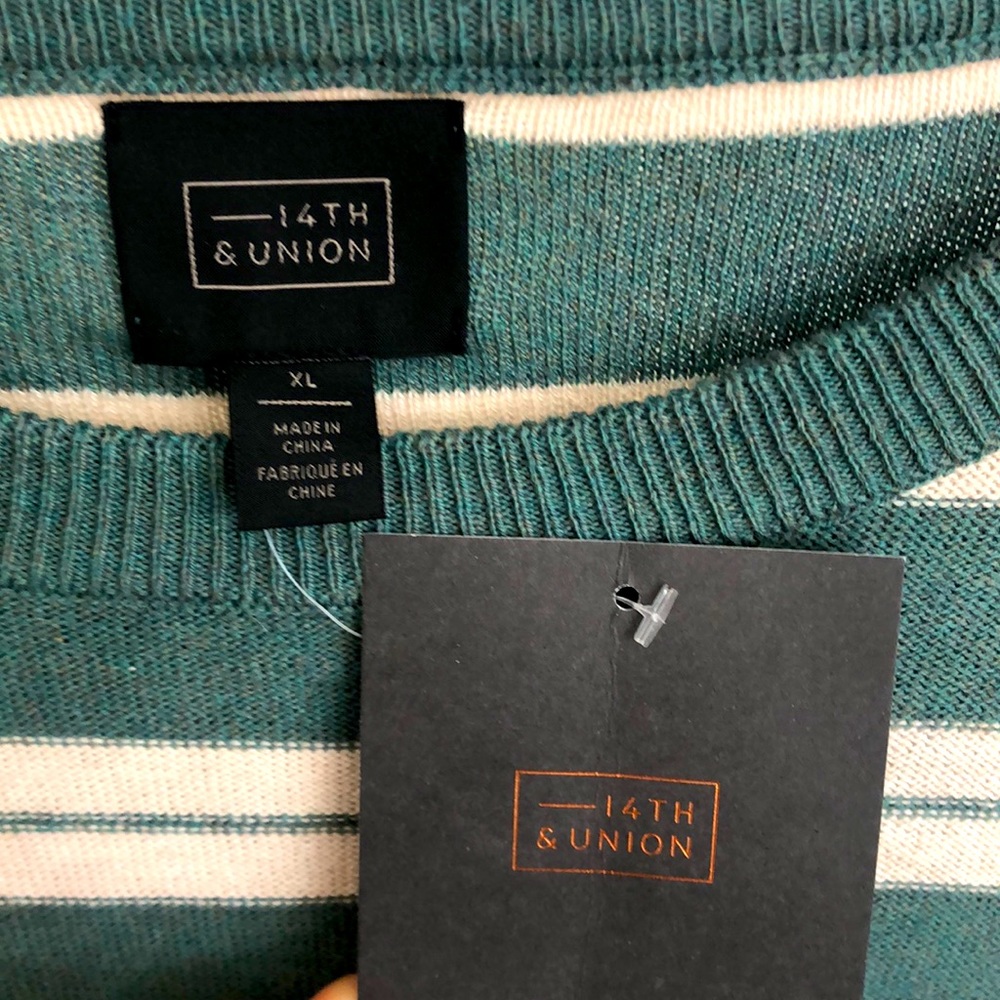 —14TH
& UNION
XL
MADE IN
CHINA
FABRIQUÉ EN
CHINE
—14TH
& UNION